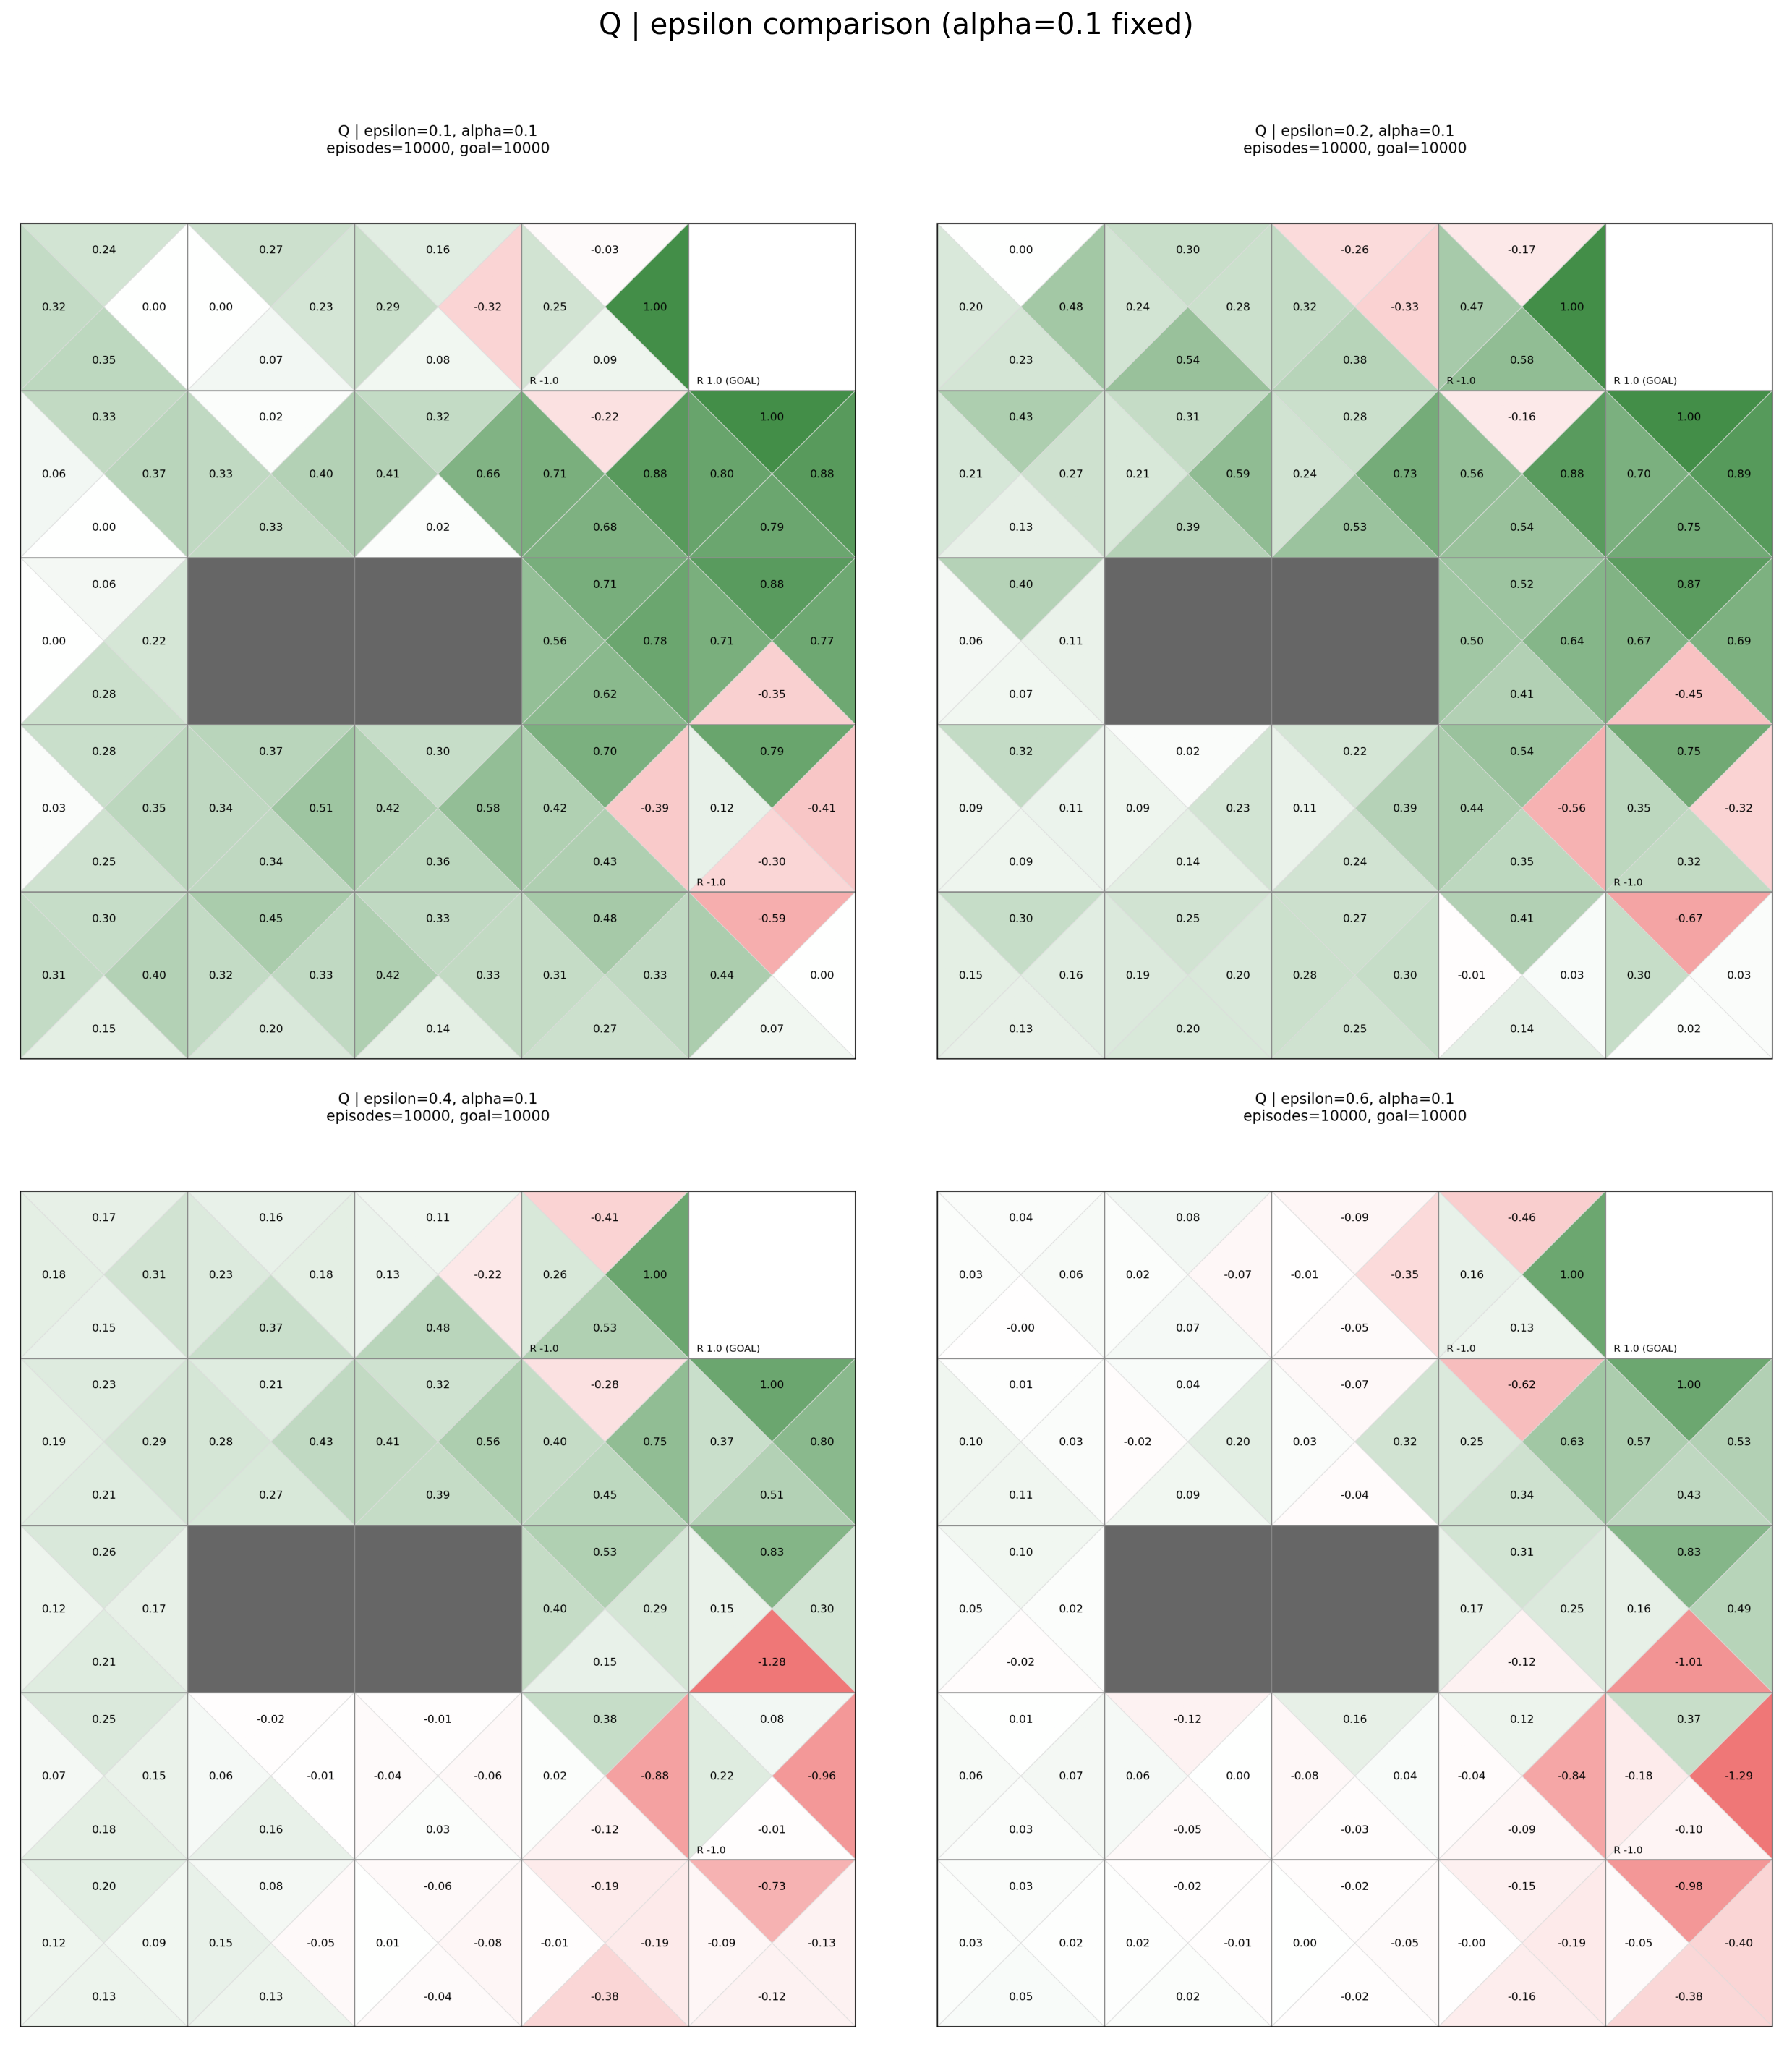 Q | epsilon comparison (alpha=0.1 fixed)
Q | epsilon=0.1, alpha=0.1
episodes=10000, goal=10000
0.24 0.27 0.16 -0.03
0.32 0.00 0.00 0.23 0.29 -0.32 0.25 1.00
0.35 0.07 0.08 0.09
R -1.0 R 1.0 (GOAL)
0.33 0.02 0.32 -0.22 1.00
0.06 0.37 0.33 0.40 0.41 0.66 0.71 0.88 0.80 0.88
0.00 0.33 0.02 0.68 0.79
0.06 0.71 0.88
0.00 0.22 0.56 0.78 0.71 0.77
0.28 0.62 -0.35
0.28 0.37 0.30 0.70 0.79
0.03 0.35 0.34 0.51 0.42 0.58 0.42 -0.39 0.12 -0.41
0.25 0.34 0.36 0.43 -0.30
R -1.0
0.30 0.45 0.33 0.48 -0.59
0.31 0.40 0.32 0.33 0.42 0.33 0.31 0.33 0.44 0.00
0.15 0.20 0.14 0.27 0.07
Q | epsilon=0.2, alpha=0.1
episodes=10000, goal=10000
0.00 0.30 -0.26 -0.17
0.20 0.48 0.24 0.28 0.32 -0.33 0.47 1.00
0.23 0.54 0.38 0.58
R -1.0 R 1.0 (GOAL)
0.43 0.31 0.28 -0.16 1.00
0.21 0.27 0.21 0.59 0.24 0.73 0.56 0.88 0.70 0.89
0.13 0.39 0.53 0.54 0.75
0.40 0.52 0.87
0.06 0.11 0.50 0.64 0.67 0.69
0.07 0.41 -0.45
0.32 0.02 0.22 0.54 0.75
0.09 0.11 0.09 0.23 0.11 0.39 0.44 -0.56 0.35 -0.32
0.09 0.14 0.24 0.35 0.32
R -1.0
0.30 0.25 0.27 0.41 -0.67
0.15 0.16 0.19 0.20 0.28 0.30 -0.01 0.03 0.30 0.03
0.13 0.20 0.25 0.14 0.02
Q | epsilon=0.4, alpha=0.1
episodes=10000, goal=10000
0.17 0.16 0.11 -0.41
0.18 0.31 0.23 0.18 0.13 -0.22 0.26 1.00
0.15 0.37 0.48 0.53
R -1.0 R 1.0 (GOAL)
0.23 0.21 0.32 -0.28 1.00
0.19 0.29 0.28 0.43 0.41 0.56 0.40 0.75 0.37 0.80
0.21 0.27 0.39 0.45 0.51
0.26 0.53 0.83
0.12 0.17 0.40 0.29 0.15 0.30
0.21 0.15 -1.28
0.25 -0.02 -0.01 0.38 0.08
0.07 0.15 0.06 -0.01 -0.04 -0.06 0.02 -0.88 0.22 -0.96
0.18 0.16 0.03 -0.12 -0.01
R -1.0
0.20 0.08 -0.06 -0.19 -0.73
0.12 0.09 0.15 -0.05 0.01 -0.08 -0.01 -0.19 -0.09 -0.13
0.13 0.13 -0.04 -0.38 -0.12
Q | epsilon=0.6, alpha=0.1
episodes=10000, goal=10000
0.04 0.08 -0.09 -0.46
0.03 0.06 0.02 -0.07 -0.01 -0.35 0.16 1.00
-0.00 0.07 -0.05 0.13
R -1.0 R 1.0 (GOAL)
0.01 0.04 -0.07 -0.62 1.00
0.10 0.03 -0.02 0.20 0.03 0.32 0.25 0.63 0.57 0.53
0.11 0.09 -0.04 0.34 0.43
0.10 0.31 0.83
0.05 0.02 0.17 0.25 0.16 0.49
-0.02 -0.12 -1.01
0.01 -0.12 0.16 0.12 0.37
0.06 0.07 0.06 0.00 -0.08 0.04 -0.04 -0.84 -0.18 -1.29
0.03 -0.05 -0.03 -0.09 -0.10
R -1.0
0.03 -0.02 -0.02 -0.15 -0.98
0.03 0.02 0.02 -0.01 0.00 -0.05 -0.00 -0.19 -0.05 -0.40
0.05 0.02 -0.02 -0.16 -0.38